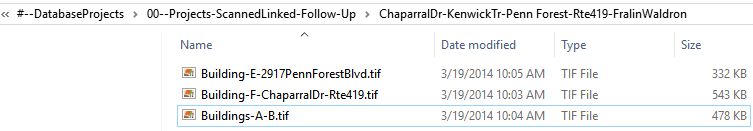 « #--DatabaseProjects › 00--Projects-ScannedLinked-Follow-Up › ChaparralDr-KenwickTr-Penn Forest-Rte419-FralinWaldron
Name Date modified Type Size
Building-E-2917PennForestBlvd.tif 3/19/2014 10:05 AM TIF File 332 KB
Building-F-ChaparralDr-Rte419.tif 3/19/2014 10:03 AM TIF File 543 KB
Buildings-A-B.tif 3/19/2014 10:04 AM TIF File 478 KB